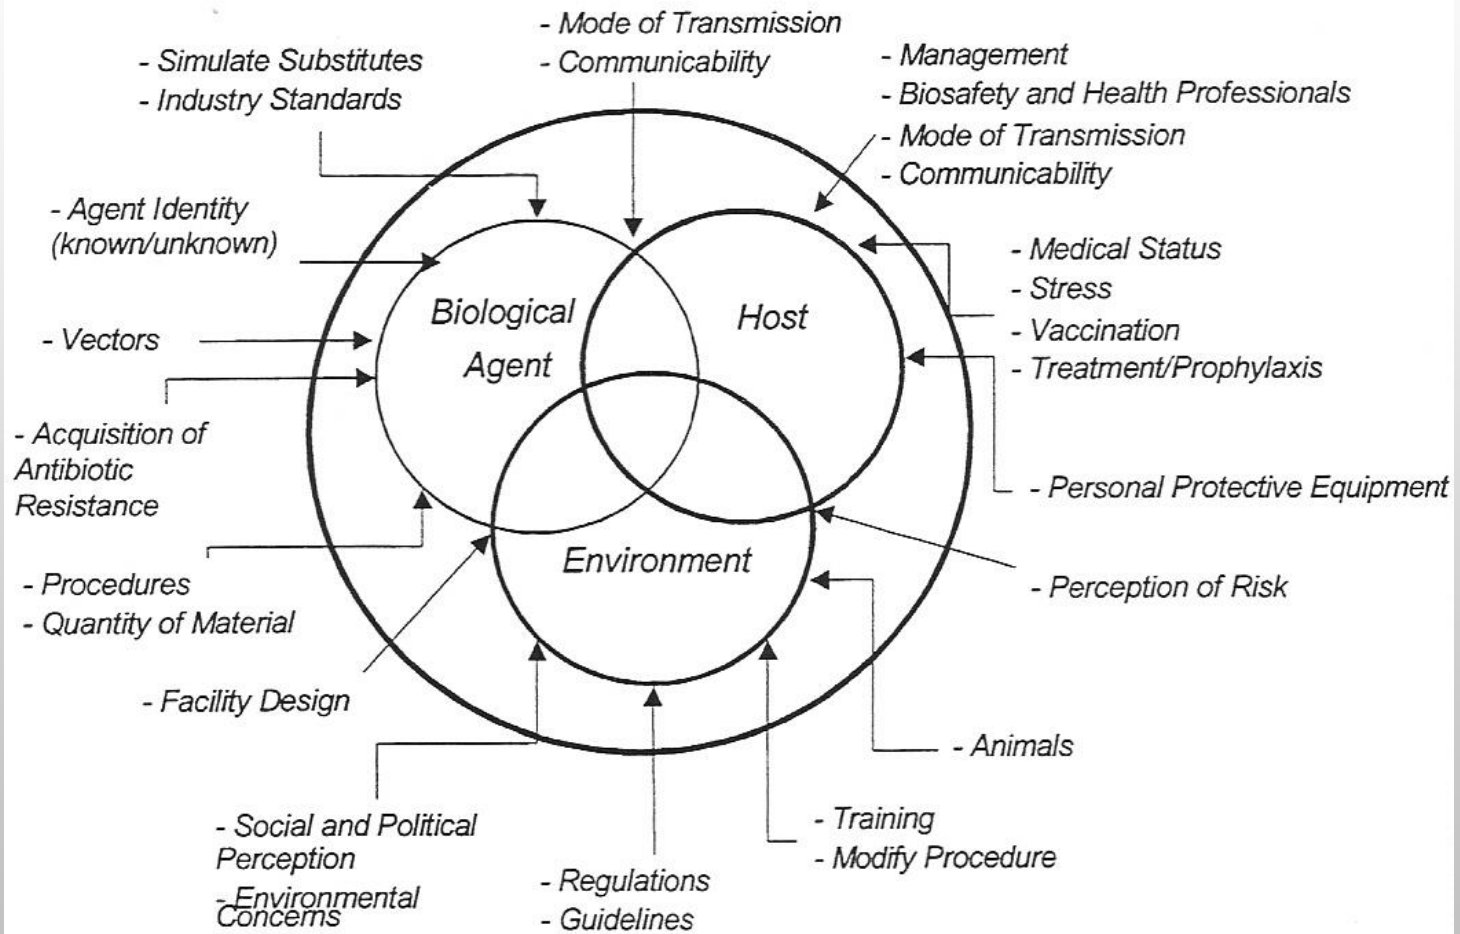 - Mode of Transmission
- Communicability
- Simulate Substitutes
- Industry Standards
- Management
- Biosafety and Health Professionals
- Mode of Transmission
- Communicability
- Agent Identity
(known/unknown)
- Medical Status
- Stress
- Vaccination
- Treatment/Prophylaxis
Biological
Agent
Host
- Vectors
- Acquisition of
Antibiotic
Resistance
- Personal Protective Equipment
Environment
- Perception of Risk
- Procedures
- Quantity of Material
- Facility Design
- Animals
- Social and Political
Perception
- Environmental
Concerns
- Training
- Modify Procedure
- Regulations
- Guidelines